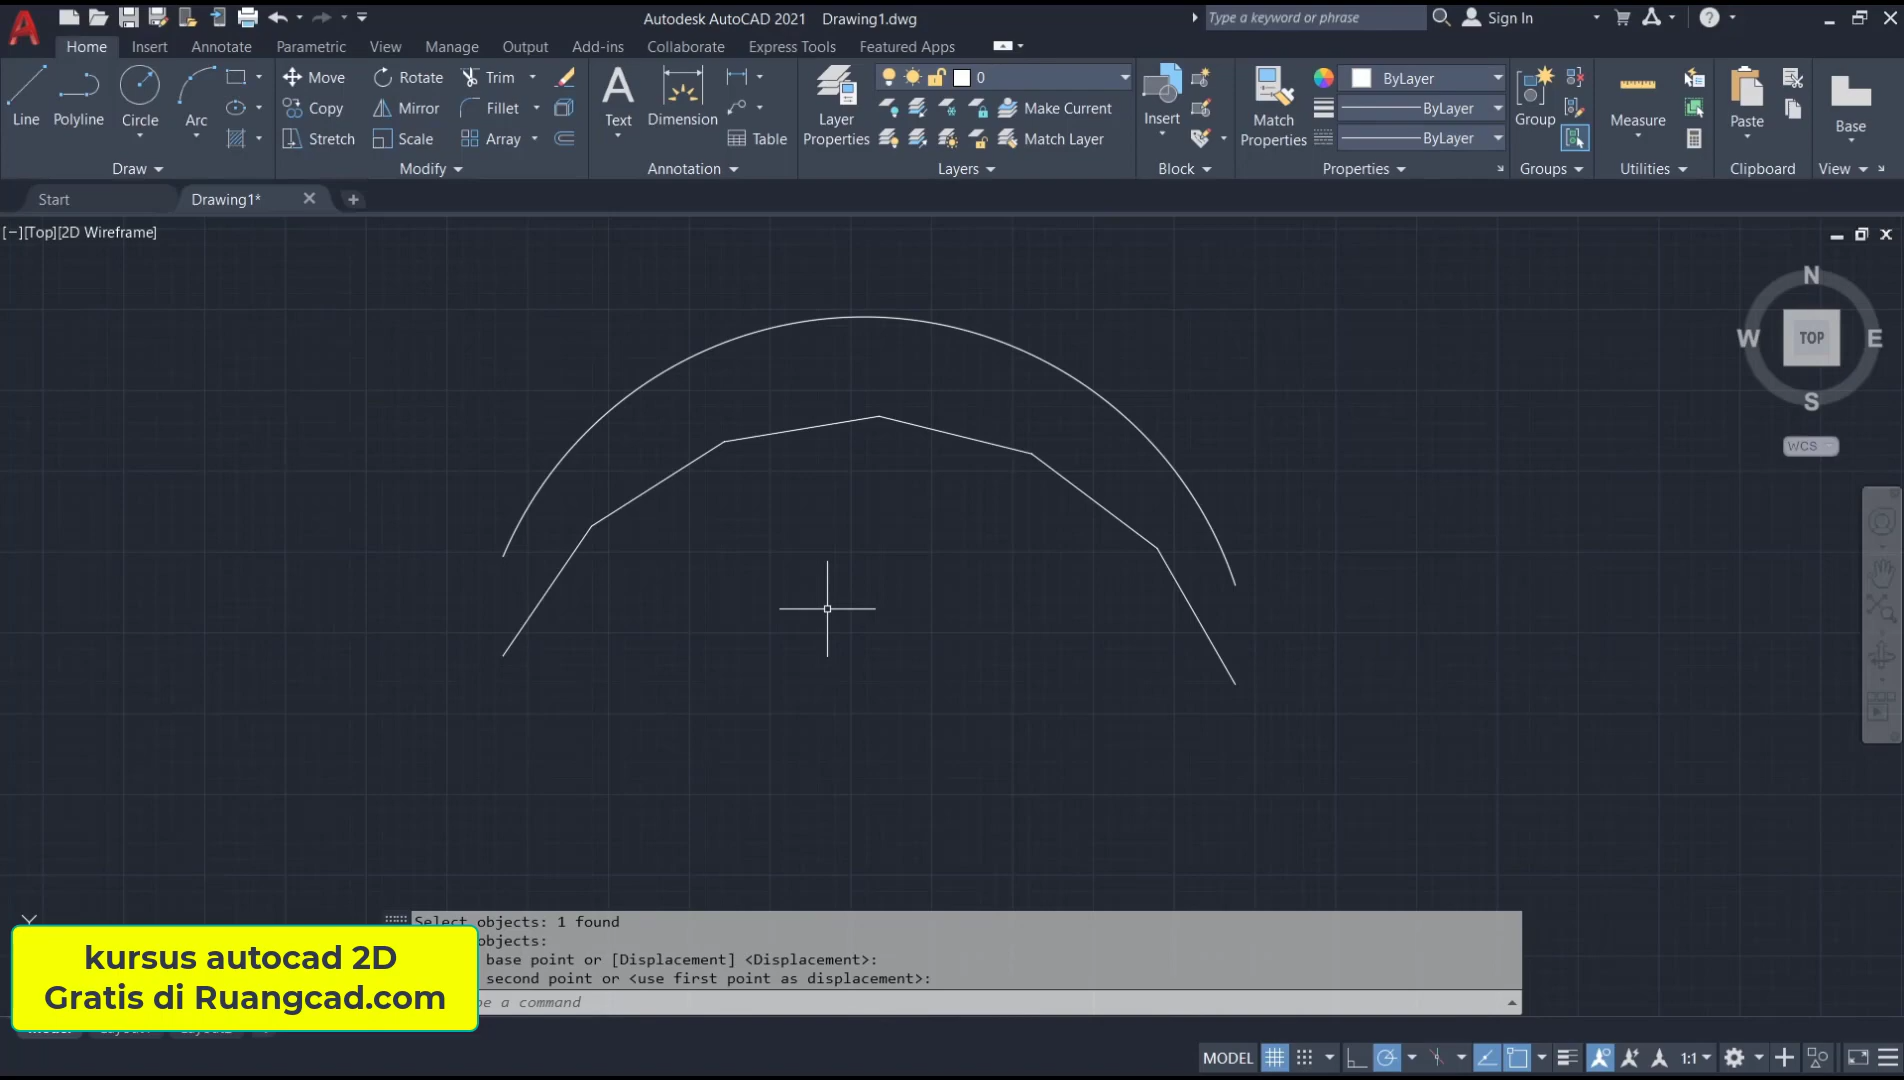 Autodesk AutoCAD 2021 Drawing1.dwg
Type a keyword or phrase
Sign In
Home Insert Annotate Parametric View Manage Output Add-ins Collaborate Express Tools Featured Apps
Line
Polyline
Circle
Arc
Draw
Move
Rotate
Trim
Copy
Mirror
Fillet
Stretch
Scale
Array
Modify
Text
Dimension
Table
Annotation
Layer
Properties
0
Make Current
Match Layer
Layers
Insert
Block
Match
Properties
ByLayer
ByLayer
ByLayer
Properties
Group
Groups
Measure
Utilities
Paste
Clipboard
Base
View
Start
Drawing1*
[−][Top][2D Wireframe]
N
W
TOP
E
S
WCS
Select objects: 1 found
objects:
base point or [Displacement] <Displacement>:
second point or <use first point as displacement>:
a command
Y
kursus autocad 2D
Gratis di Ruangcad.com
MODEL
1:1